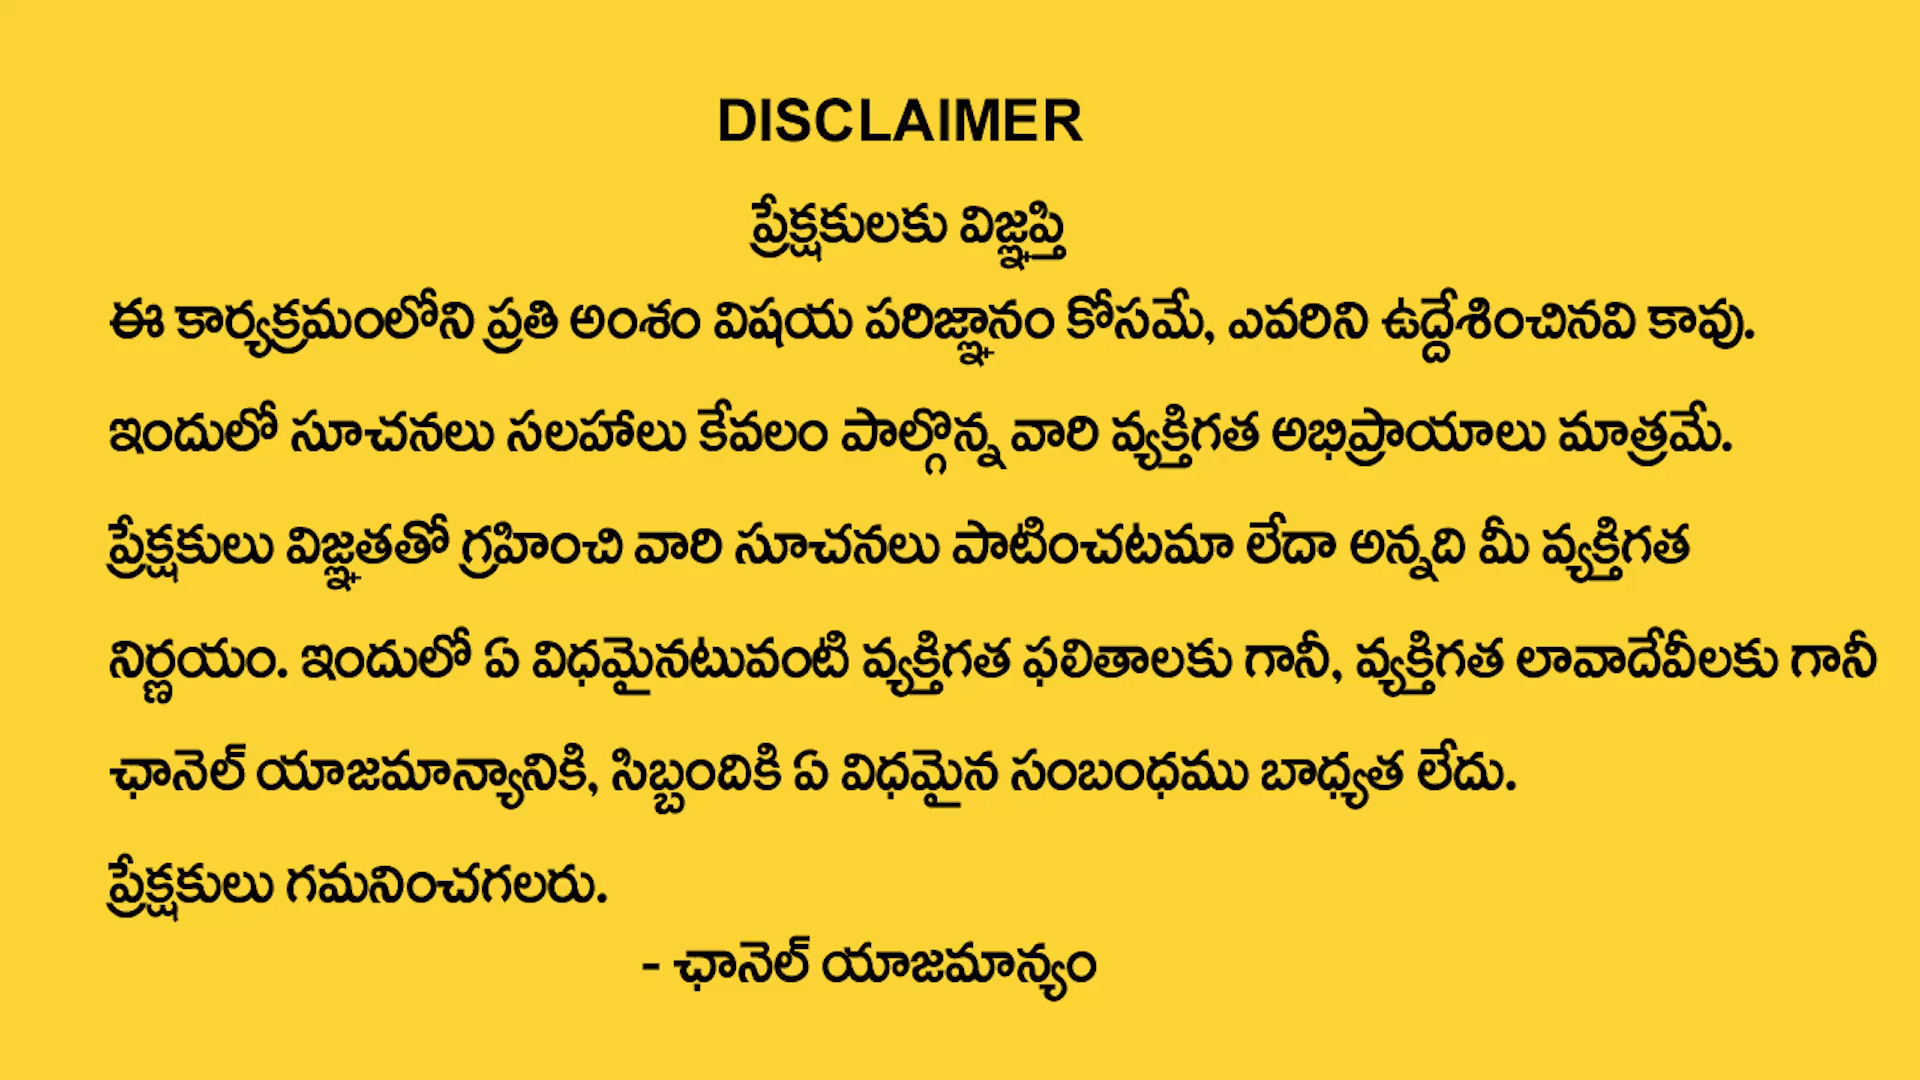 DISCLAIMER
ప్రేక్షకులకు విజ్ఞప్తి
ఈ కార్యక్రమంలోని ప్రతి అంశం విషయ పరిజ్ఞానం కోసమే, ఎవరిని ఉద్దేశించినవి కావు.
ఇందులో సూచనలు సలహాలు కేవలం పాల్గొన్న వారి వ్యక్తిగత అభిప్రాయాలు మాత్రమే.
ప్రేక్షకులు విజ్ఞతతో గ్రహించి వారి సూచనలు పాటించటమా లేదా అన్నది మీ వ్యక్తిగత
నిర్ణయం. ఇందులో ఏ విధమైనటువంటి వ్యక్తిగత ఫలితాలకు గానీ, వ్యక్తిగత లావాదేవీలకు గానీ
ఛానెల్ యాజమాన్యానికి, సిబ్బందికి ఏ విధమైన సంబంధము బాధ్యత లేదు.
ప్రేక్షకులు గమనించగలరు.
- ఛానెల్ యాజమాన్యం